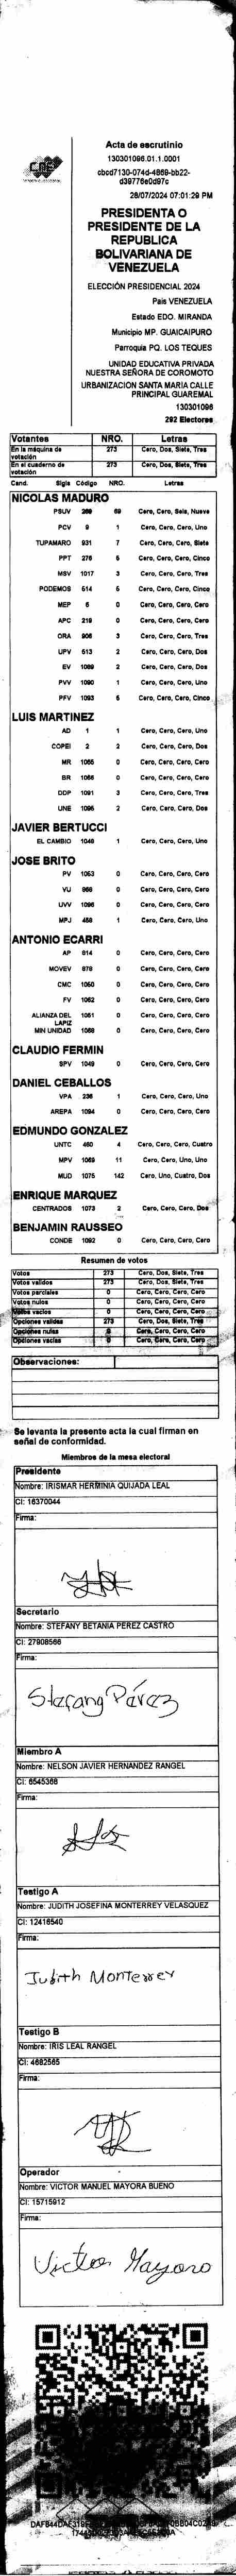 CNE
Acta de escrutinio
130301096.01.1.0001
cbcd7130-074d-4869-bb22-
d39776e0d97c
28/07/2024 07:01:29 PM
PRESIDENTA O
PRESIDENTE DE LA
REPUBLICA
BOLIVARIANA DE
VENEZUELA
ELECCIÓN PRESIDENCIAL 2024
Pais VENEZUELA
Estado EDO. MIRANDA
Municipio MP. GUAICAIPURO
Parroquia PQ. LOS TEQUES
UNIDAD EDUCATIVA PRIVADA
NUESTRA SEÑORA DE COROMOTO
URBANIZACION SANTA MARIA CALLE
PRINCIPAL GUAREMAL
130301096
292 Electores
Votantes NRO. Letras
En la máquina de votación 273 Cero, Dos, Siete, Tres
En el cuaderno de votación 273 Cero, Dos, Siete, Tres
Cand. Sigla Código NRO. Letras
NICOLAS MADURO
PSUV 269 69 Cero, Cero, Seis, Nueve
PCV 9 1 Cero, Cero, Cero, Uno
TUPAMARO 931 7 Cero, Cero, Cero, Siete
PPT 276 5 Cero, Cero, Cero, Cinco
MSV 1017 3 Cero, Cero, Cero, Tres
PODEMOS 514 5 Cero, Cero, Cero, Cinco
MEP 6 0 Cero, Cero, Cero, Cero
APC 219 0 Cero, Cero, Cero, Cero
ORA 906 3 Cero, Cero, Cero, Tres
UPV 513 2 Cero, Cero, Cero, Dos
EV 1089 2 Cero, Cero, Cero, Dos
PVV 1090 1 Cero, Cero, Cero, Uno
PFV 1093 5 Cero, Cero, Cero, Cinco
LUIS MARTINEZ
AD 1 1 Cero, Cero, Cero, Uno
COPEI 2 2 Cero, Cero, Cero, Dos
MR 1065 0 Cero, Cero, Cero, Cero
BR 1066 0 Cero, Cero, Cero, Cero
DDP 1091 3 Cero, Cero, Cero, Tres
UNE 1095 2 Cero, Cero, Cero, Dos
JAVIER BERTUCCI
EL CAMBIO 1048 1 Cero, Cero, Cero, Uno
JOSE BRITO
PV 1053 0 Cero, Cero, Cero, Cero
VU 966 0 Cero, Cero, Cero, Cero
UVV 1096 0 Cero, Cero, Cero, Cero
MPJ 458 1 Cero, Cero, Cero, Uno
ANTONIO ECARRI
AP 814 0 Cero, Cero, Cero, Cero
MOVEV 978 0 Cero, Cero, Cero, Cero
CMC 1050 0 Cero, Cero, Cero, Cero
FV 1052 0 Cero, Cero, Cero, Cero
ALIANZA DEL LAPIZ 1051 0 Cero, Cero, Cero, Cero
MIN UNIDAD 1068 0 Cero, Cero, Cero, Cero
CLAUDIO FERMIN
SPV 1049 0 Cero, Cero, Cero, Cero
DANIEL CEBALLOS
VPA 236 1 Cero, Cero, Cero, Uno
AREPA 1094 0 Cero, Cero, Cero, Cero
EDMUNDO GONZALEZ
UNTC 460 4 Cero, Cero, Cero, Cuatro
MPV 1069 11 Cero, Cero, Uno, Uno
MUD 1075 142 Cero, Uno, Cuatro, Dos
ENRIQUE MARQUEZ
CENTRADOS 1073 2 Cero, Cero, Cero, Dos
BENJAMIN RAUSSEO
CONDE 1092 0 Cero, Cero, Cero, Cero
Resumen de votos
Votos 273 Cero, Dos, Siete, Tres
Votos validos 273 Cero, Dos, Siete, Tres
Votos parciales 0 Cero, Cero, Cero, Cero
Votos nulos 0 Cero, Cero, Cero, Cero
Votos vacios 0 Cero, Cero, Cero, Cero
Opciones validas 273 Cero, Dos, Siete, Tres
Opciones nulas 0 Cero, Cero, Cero, Cero
Opciones vacias 0 Cero, Cero, Cero, Cero
Observaciones:
Se levanta la presente acta la cual firman en
señal de conformidad.
Miembros de la mesa electoral
Presidente
Nombre: IRISMAR HERMINIA QUIJADA LEAL
CI: 16370044
Firma:
Secretario
Nombre: STEFANY BETANIA PEREZ CASTRO
CI: 27908566
Firma:
Stefany Pérez
Miembro A
Nombre: NELSON JAVIER HERNANDEZ RANGEL
CI: 6545368
Firma:
Testigo A
Nombre: JUDITH JOSEFINA MONTERREY VELASQUEZ
CI: 12416540
Firma:
Judith Monterrey
Testigo B
Nombre: IRIS LEAL RANGEL
CI: 4682565
Firma:
Operador
Nombre: VICTOR MANUEL MAYORA BUENO
CI: 15715912
Firma:
Victor Mayora